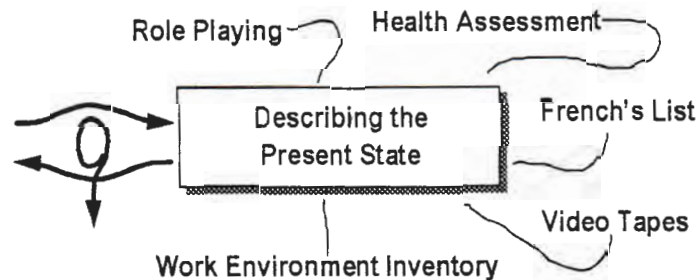 Role Playing
Health Assessment
Describing the
Present State
French's List
Video Tapes
Work Environment Inventory